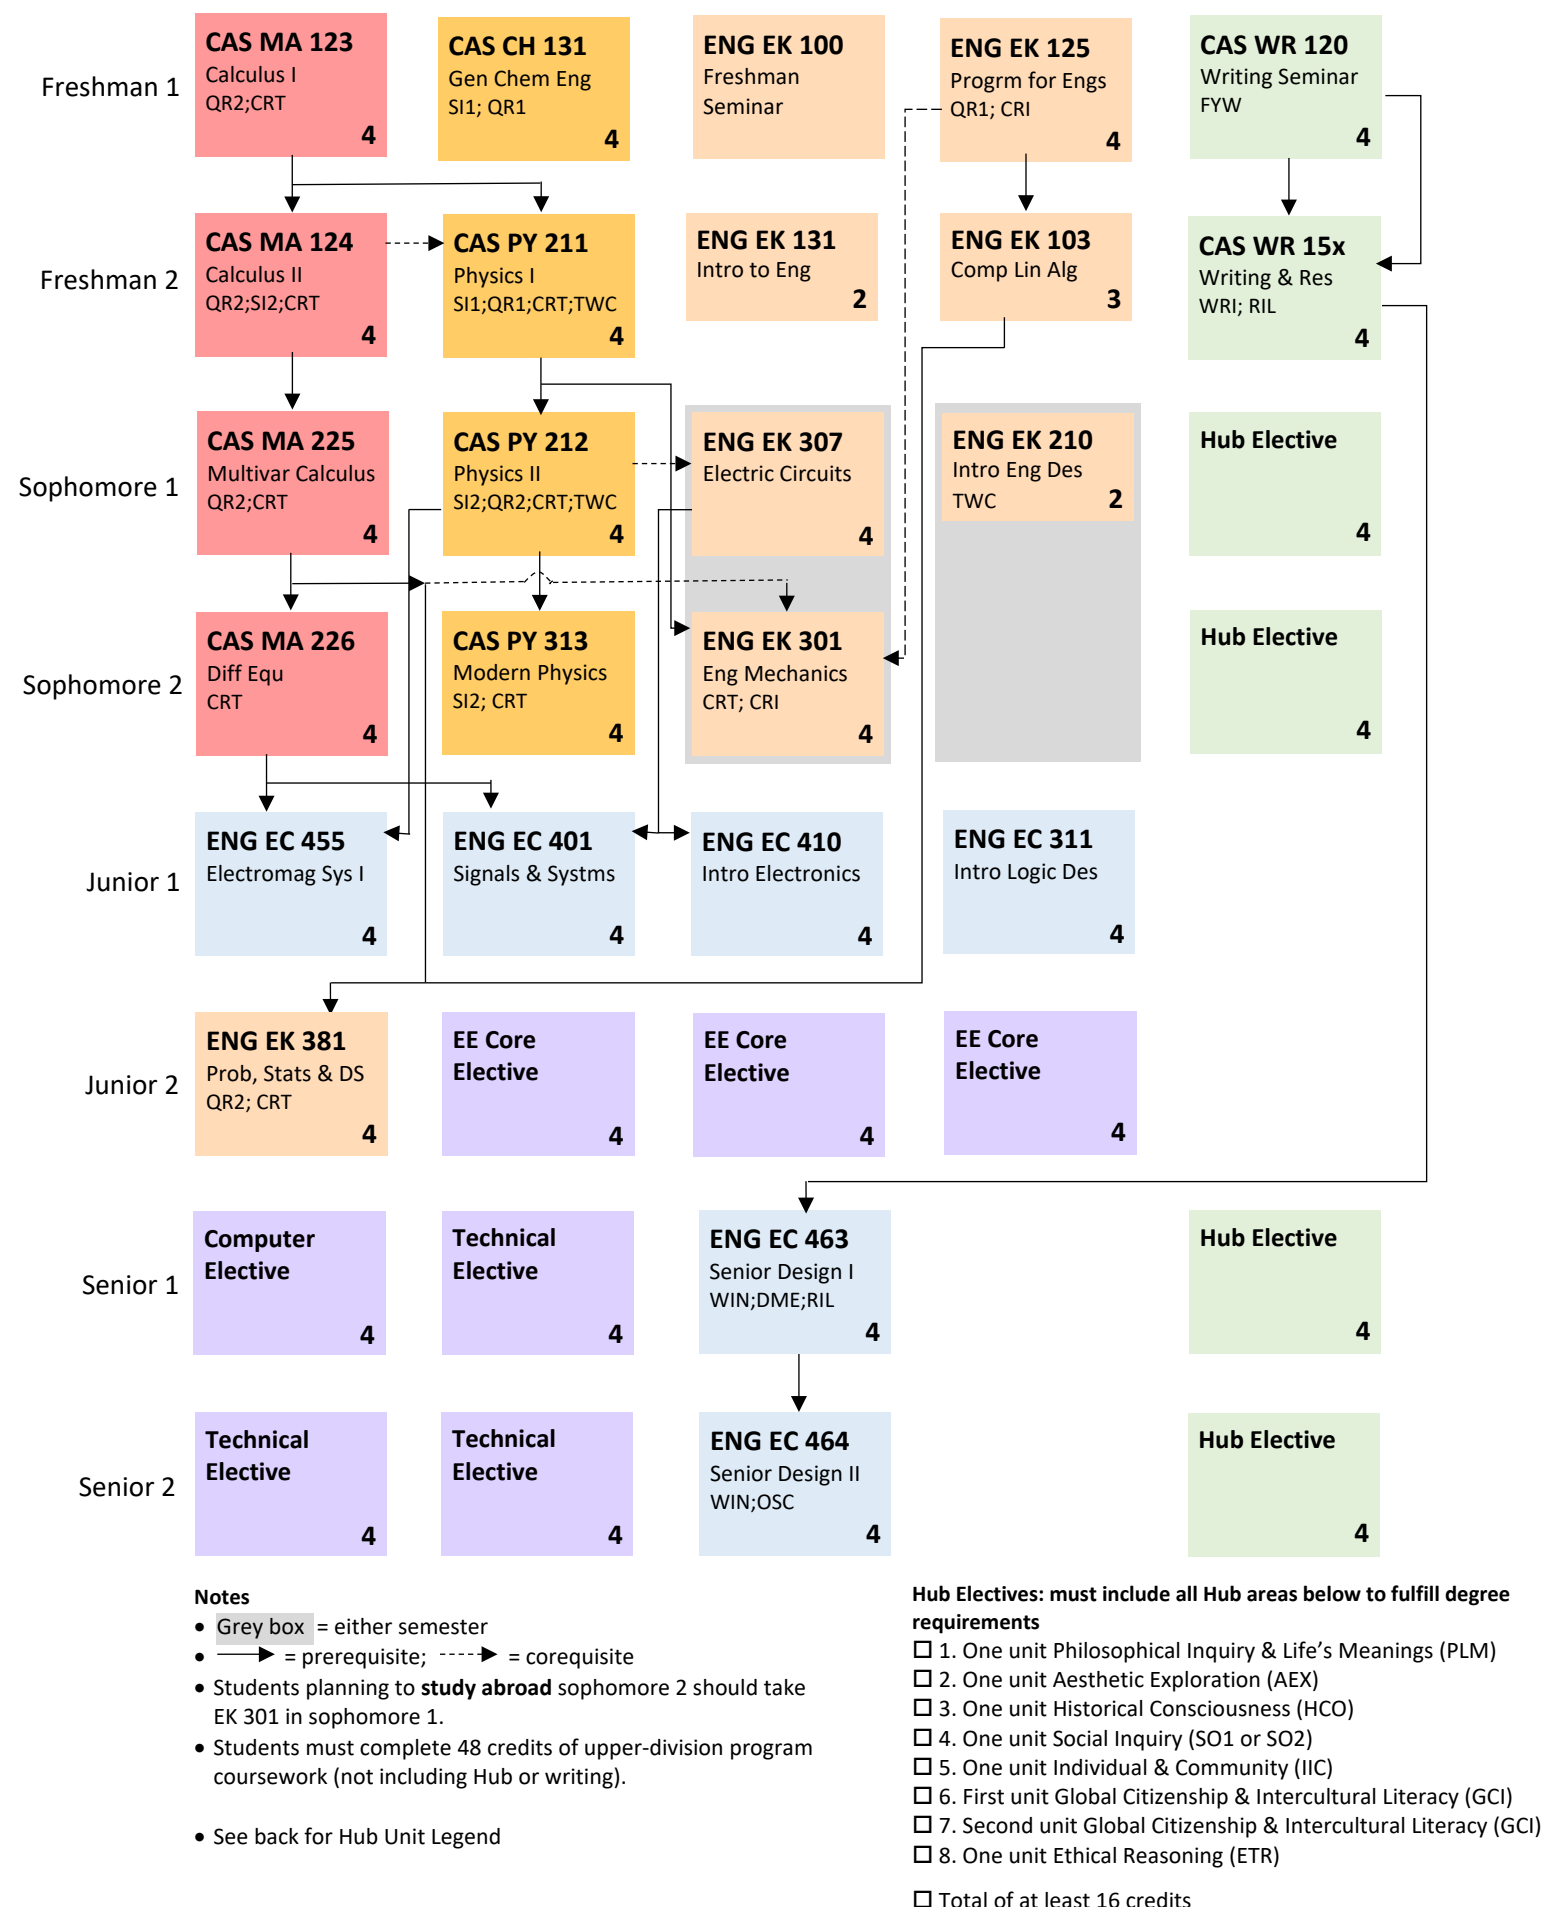 Freshman 1
CAS MA 123
Calculus I
QR2;CRT
4
CAS CH 131
Gen Chem Eng
SI1; QR1
4
ENG EK 100
Freshman
Seminar
ENG EK 125
Progrm for Engs
QR1; CRI
4
CAS WR 120
Writing Seminar
FYW
4
Freshman 2
CAS MA 124
Calculus II
QR2;SI2;CRT
4
CAS PY 211
Physics I
SI1;QR1;CRT;TWC
4
ENG EK 131
Intro to Eng
2
ENG EK 103
Comp Lin Alg
3
CAS WR 15x
Writing & Res
WRI; RIL
4
Sophomore 1
CAS MA 225
Multivar Calculus
QR2;CRT
4
CAS PY 212
Physics II
SI2;QR2;CRT;TWC
4
ENG EK 307
Electric Circuits
4
ENG EK 210
Intro Eng Des
TWC
2
Hub Elective
4
Sophomore 2
CAS MA 226
Diff Equ
CRT
4
CAS PY 313
Modern Physics
SI2; CRT
4
ENG EK 301
Eng Mechanics
CRT; CRI
4
Hub Elective
4
Junior 1
ENG EC 455
Electromag Sys I
4
ENG EC 401
Signals & Systms
4
ENG EC 410
Intro Electronics
4
ENG EC 311
Intro Logic Des
4
Junior 2
ENG EK 381
Prob, Stats & DS
QR2; CRT
4
EE Core
Elective
4
EE Core
Elective
4
EE Core
Elective
4
Senior 1
Computer
Elective
4
Technical
Elective
4
ENG EC 463
Senior Design I
WIN;DME;RIL
4
Hub Elective
4
Senior 2
Technical
Elective
4
Technical
Elective
4
ENG EC 464
Senior Design II
WIN;OSC
4
Hub Elective
4
Notes
• Grey box = either semester
• = prerequisite; = corequisite
• Students planning to study abroad sophomore 2 should take
EK 301 in sophomore 1.
• Students must complete 48 credits of upper-division program
coursework (not including Hub or writing).
• See back for Hub Unit Legend
Hub Electives: must include all Hub areas below to fulfill degree
requirements
☐ 1. One unit Philosophical Inquiry & Life’s Meanings (PLM)
☐ 2. One unit Aesthetic Exploration (AEX)
☐ 3. One unit Historical Consciousness (HCO)
☐ 4. One unit Social Inquiry (SO1 or SO2)
☐ 5. One unit Individual & Community (IIC)
☐ 6. First unit Global Citizenship & Intercultural Literacy (GCI)
☐ 7. Second unit Global Citizenship & Intercultural Literacy (GCI)
☐ 8. One unit Ethical Reasoning (ETR)
☐ Total of at least 16 credits